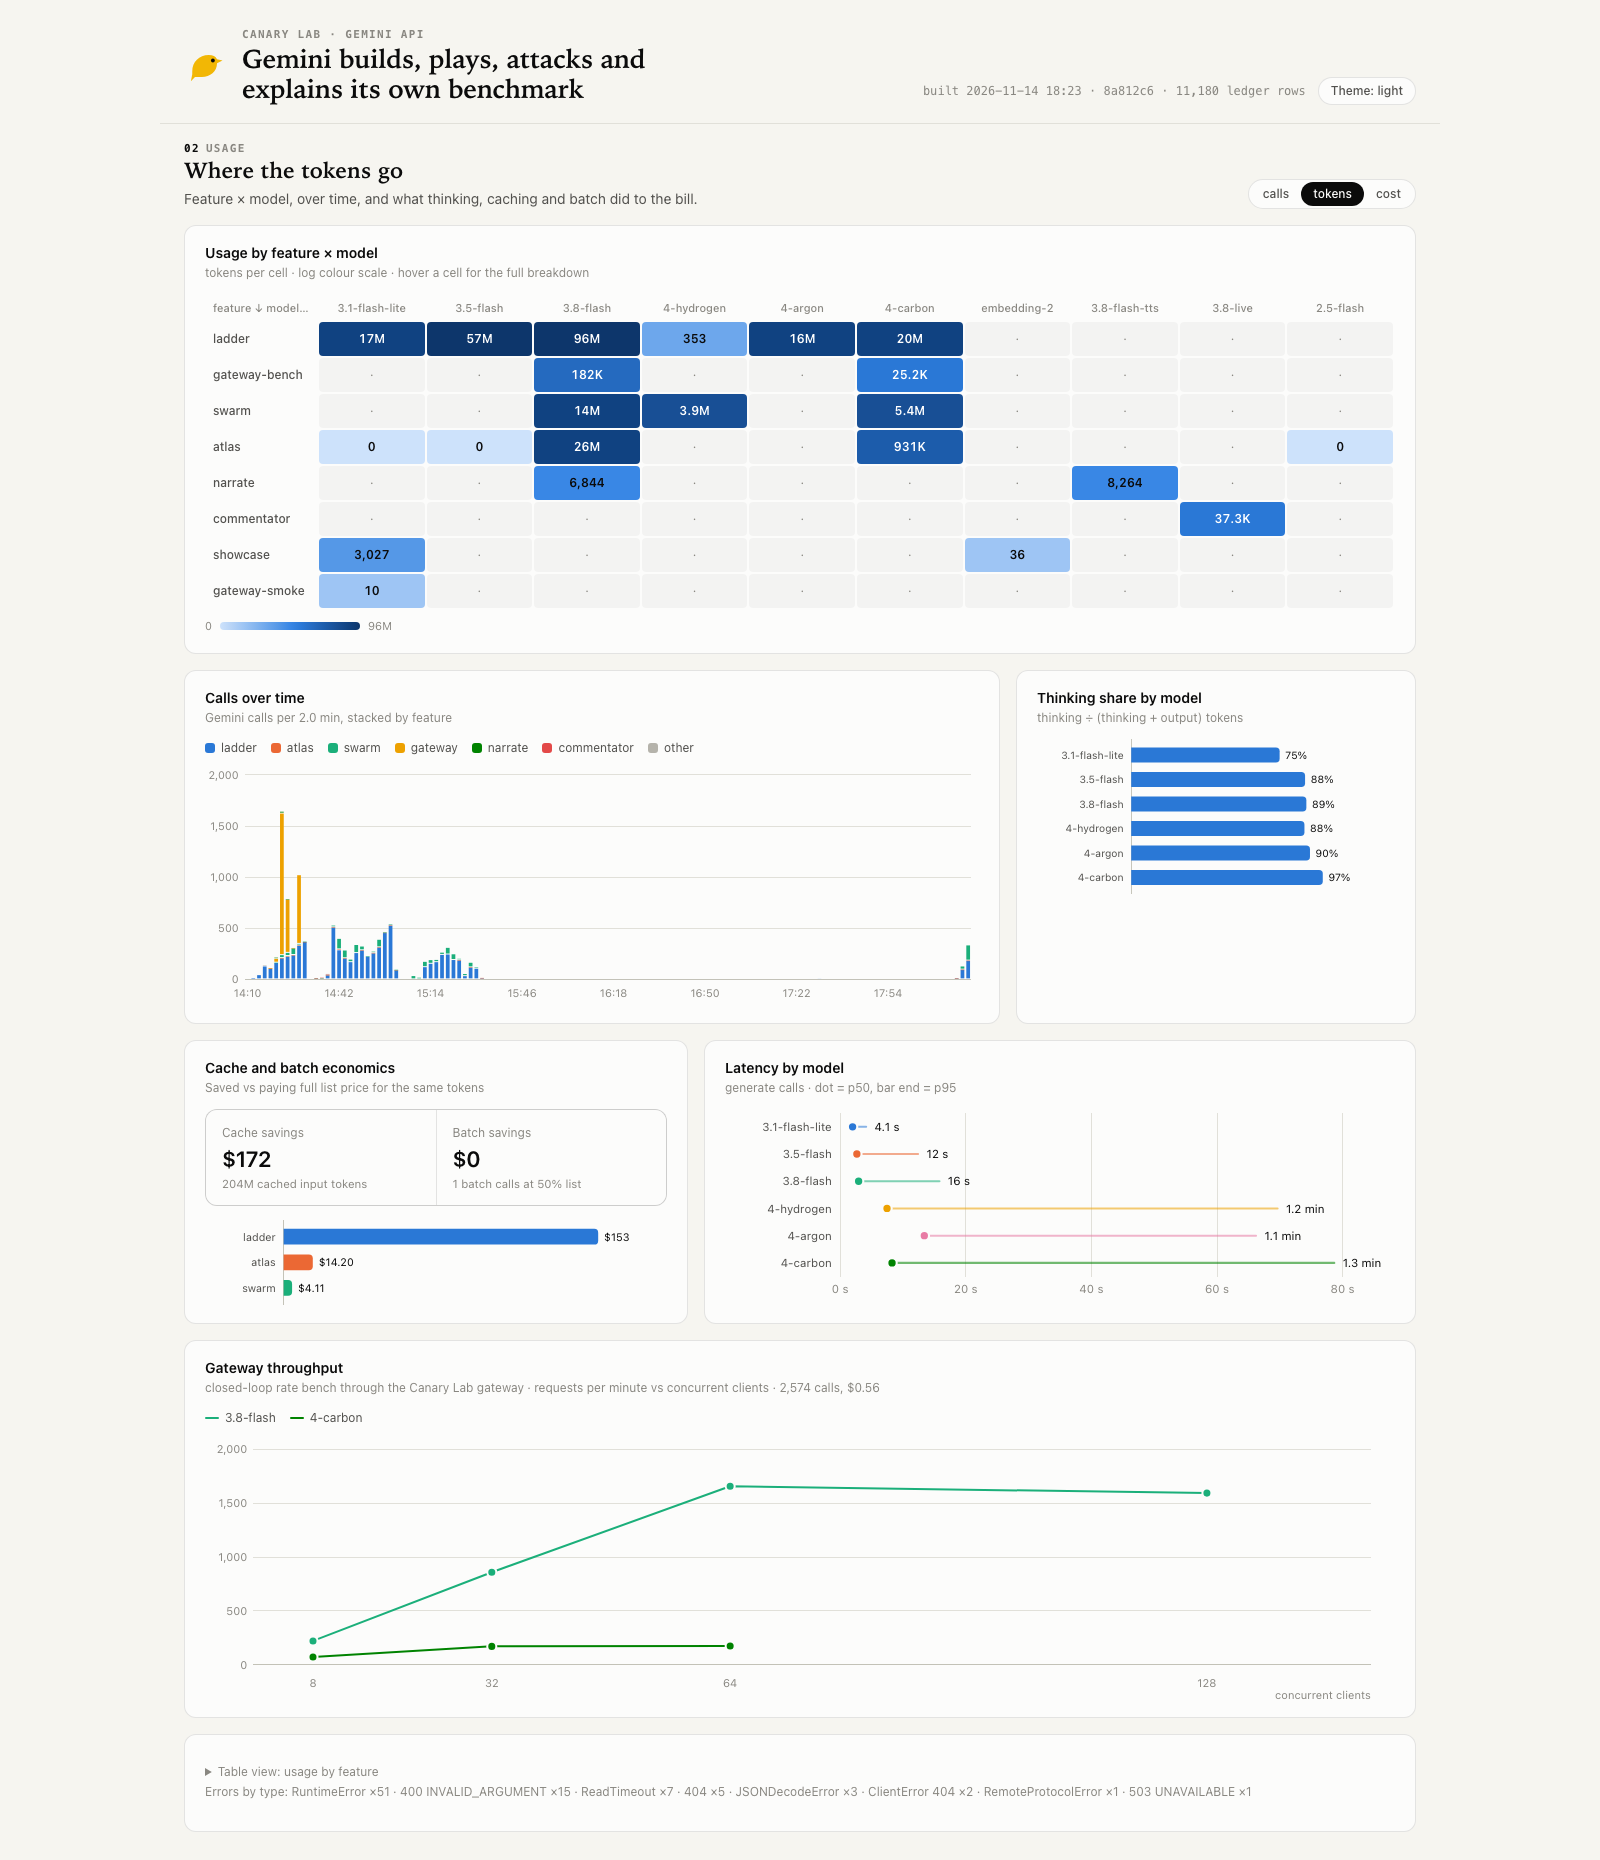 CANARY LAB · GEMINI API
Gemini builds, plays, attacks and
explains its own benchmark
built 2026-11-14 18:23 · 8a812c6 · 11,180 ledger rows
Theme: light
02 USAGE
Where the tokens go
Feature × model, over time, and what thinking, caching and batch did to the bill.
calls tokens cost
Usage by feature × model
tokens per cell · log colour scale · hover a cell for the full breakdown
feature ↓ model... 3.1-flash-lite 3.5-flash 3.8-flash 4-hydrogen 4-argon 4-carbon embedding-2 3.8-flash-tts 3.8-live 2.5-flash
ladder 17M 57M 96M 353 16M 20M · · · ·
gateway-bench · · 182K · · 25.2K · · · ·
swarm · · 14M 3.9M · 5.4M · · · ·
atlas 0 0 26M · · 931K · · · 0
narrate · · 6,844 · · · · 8,264 · ·
commentator · · · · · · · · 37.3K ·
showcase 3,027 · · · · · 36 · · ·
gateway-smoke 10 · · · · · · · · ·
0 96M
Calls over time
Gemini calls per 2.0 min, stacked by feature
ladder atlas swarm gateway narrate commentator other
2,000
1,500
1,000
500
0
14:10 14:42 15:14 15:46 16:18 16:50 17:22 17:54
Thinking share by model
thinking ÷ (thinking + output) tokens
3.1-flash-lite 75%
3.5-flash 88%
3.8-flash 89%
4-hydrogen 88%
4-argon 90%
4-carbon 97%
Cache and batch economics
Saved vs paying full list price for the same tokens
Cache savings
$172
204M cached input tokens
Batch savings
$0
1 batch calls at 50% list
ladder $153
atlas $14.20
swarm $4.11
Latency by model
generate calls · dot = p50, bar end = p95
3.1-flash-lite 4.1 s
3.5-flash 12 s
3.8-flash 16 s
4-hydrogen 1.2 min
4-argon 1.1 min
4-carbon 1.3 min
0 s 20 s 40 s 60 s 80 s
Gateway throughput
closed-loop rate bench through the Canary Lab gateway · requests per minute vs concurrent clients · 2,574 calls, $0.56
3.8-flash 4-carbon
2,000
1,500
1,000
500
0
8 32 64 128
concurrent clients
▶ Table view: usage by feature
Errors by type: RuntimeError ×51 · 400 INVALID_ARGUMENT ×15 · ReadTimeout ×7 · 404 ×5 · JSONDecodeError ×3 · ClientError 404 ×2 · RemoteProtocolError ×1 · 503 UNAVAILABLE ×1